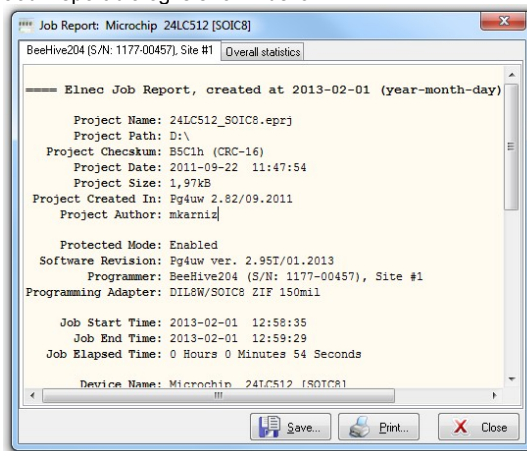 Job Report: Microchip 24LC512 [SOIC8]
BeeHive204 (S/N: 1177-00457), Site #1
Overall statistics
==== Elnec Job Report, created at 2013-02-01 (year-month-day)
Project Name: 24LC512_SOIC8.eprj
Project Path: D:\
Project Checskum: B5C1h (CRC-16)
Project Date: 2011-09-22 11:47:54
Project Size: 1,97kB
Project Created In: Pg4uw 2.82/09.2011
Project Author: mkarniz
Protected Mode: Enabled
Software Revision: Pg4uw ver. 2.95T/01.2013
Programmer: BeeHive204 (S/N: 1177-00457), Site #1
Programming Adapter: DIL8W/SOIC8 ZIF 150mil
Job Start Time: 2013-02-01 12:58:35
Job End Time: 2013-02-01 12:59:29
Job Elapsed Time: 0 Hours 0 Minutes 54 Seconds
Device Name: Microchip 24LC512 [SOIC8]
Save...
Print...
Close